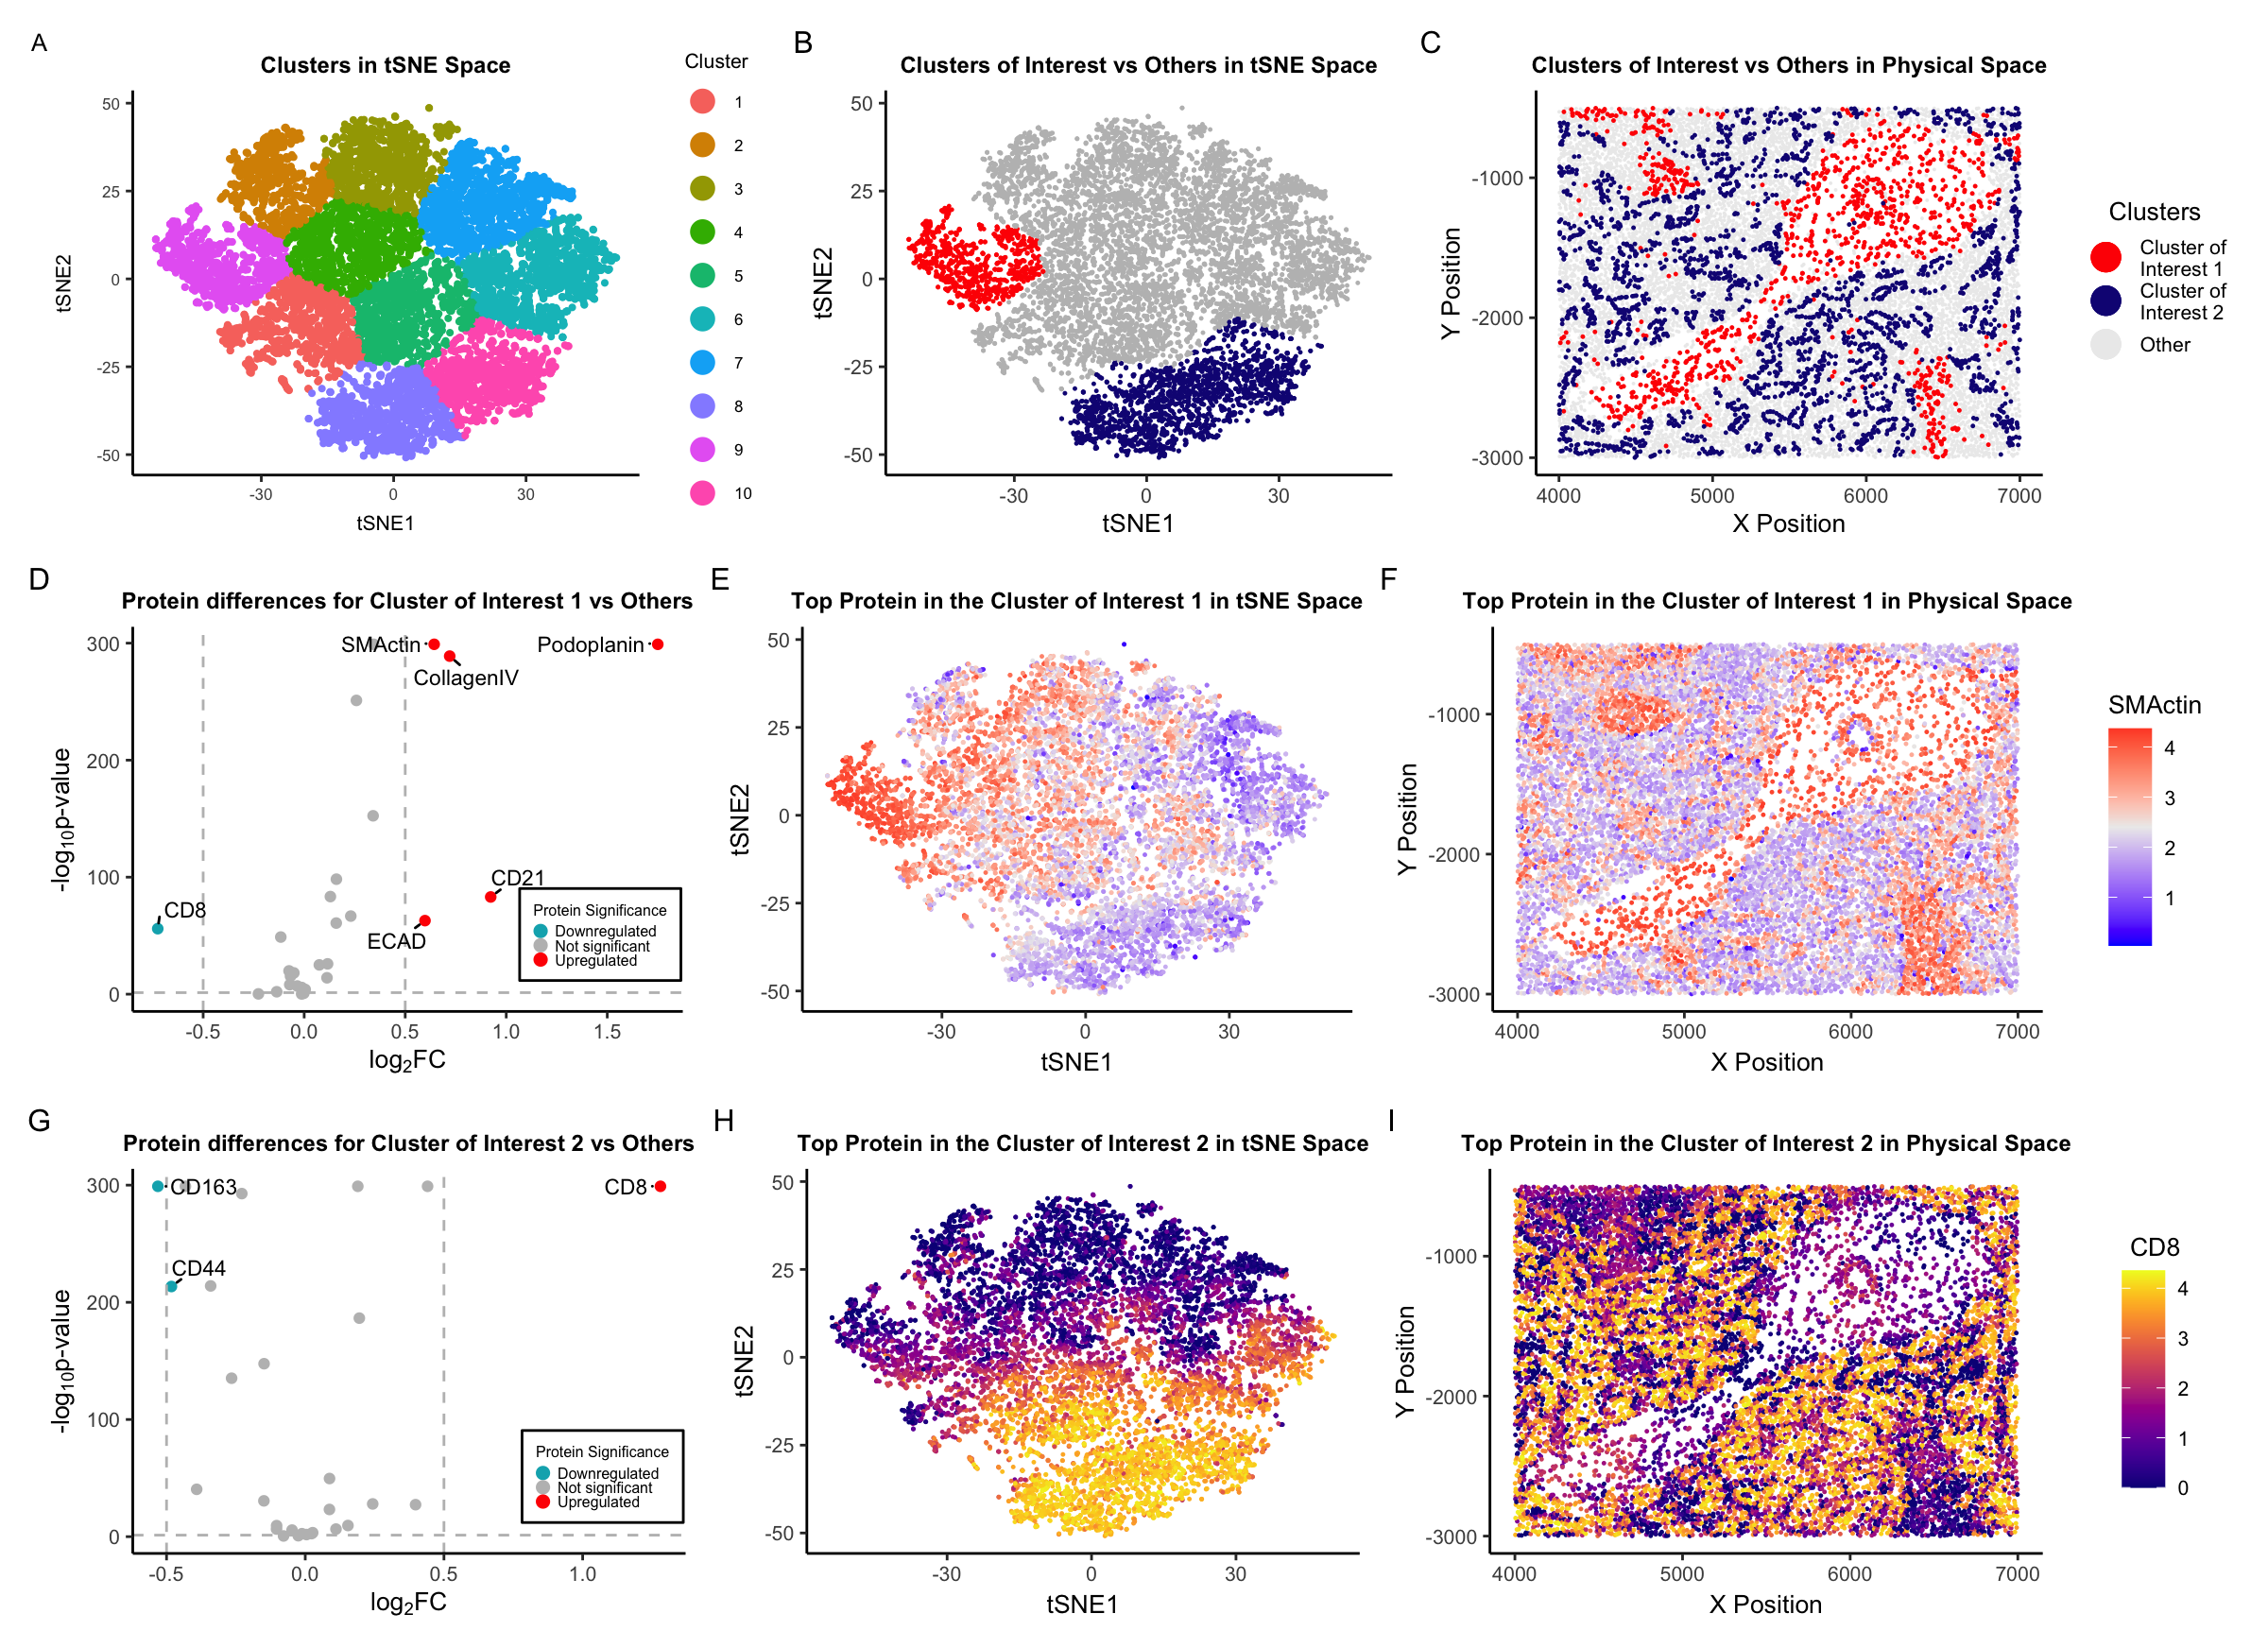 A
Clusters in tSNE Space
50
25
0
-25
-50
tSNE2
-30
0
30
tSNE1
Cluster
1
2
3
4
5
6
7
8
9
10
B
Clusters of Interest vs Others in tSNE Space
50
25
0
-25
-50
tSNE2
-30
0
30
tSNE1
C
Clusters of Interest vs Others in Physical Space
-1000
-2000
-3000
Y Position
4000
5000
6000
7000
X Position
Clusters
Cluster of
Interest 1
Cluster of
Interest 2
Other
D
Protein differences for Cluster of Interest 1 vs Others
300
200
100
0
-log10p-value
SMActin
Podoplanin
CollagenIV
CD21
CD8
ECAD
Protein Significance
Downregulated
Not significant
Upregulated
-0.5
0.0
0.5
1.0
1.5
log2FC
E
Top Protein in the Cluster of Interest 1 in tSNE Space
50
25
0
-25
-50
tSNE2
-30
0
30
tSNE1
F
Top Protein in the Cluster of Interest 1 in Physical Space
-1000
-2000
-3000
Y Position
4000
5000
6000
7000
X Position
SMActin
4
3
2
1
G
Protein differences for Cluster of Interest 2 vs Others
300
200
100
0
-log10p-value
CD163
CD8
CD44
Protein Significance
Downregulated
Not significant
Upregulated
-0.5
0.0
0.5
1.0
log2FC
H
Top Protein in the Cluster of Interest 2 in tSNE Space
50
25
0
-25
-50
tSNE2
-30
0
30
tSNE1
I
Top Protein in the Cluster of Interest 2 in Physical Space
-1000
-2000
-3000
Y Position
4000
5000
6000
7000
X Position
CD8
4
3
2
1
0